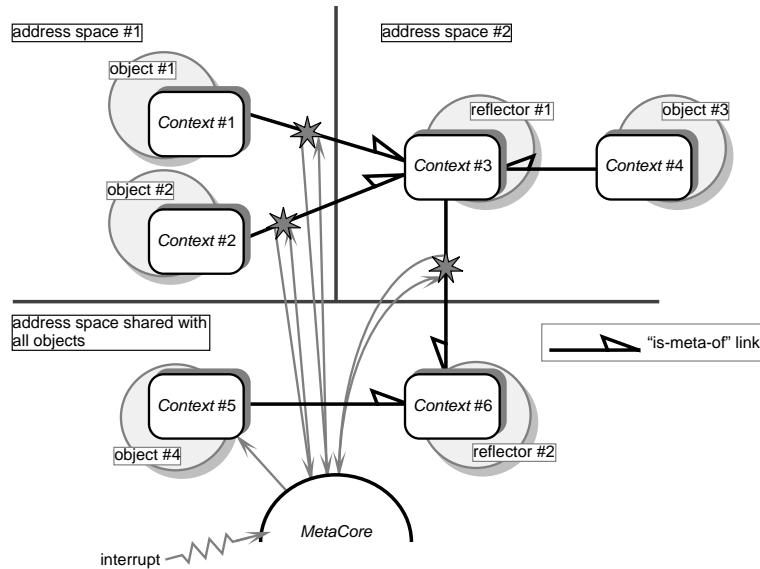 address space #1
address space #2
object #1
reflector #1
object #3
Context #1
Context #3
Context #4
object #2
Context #2
address space shared with
all objects
"is-meta-of" link
Context #5
Context #6
object #4
reflector #2
MetaCore
interrupt